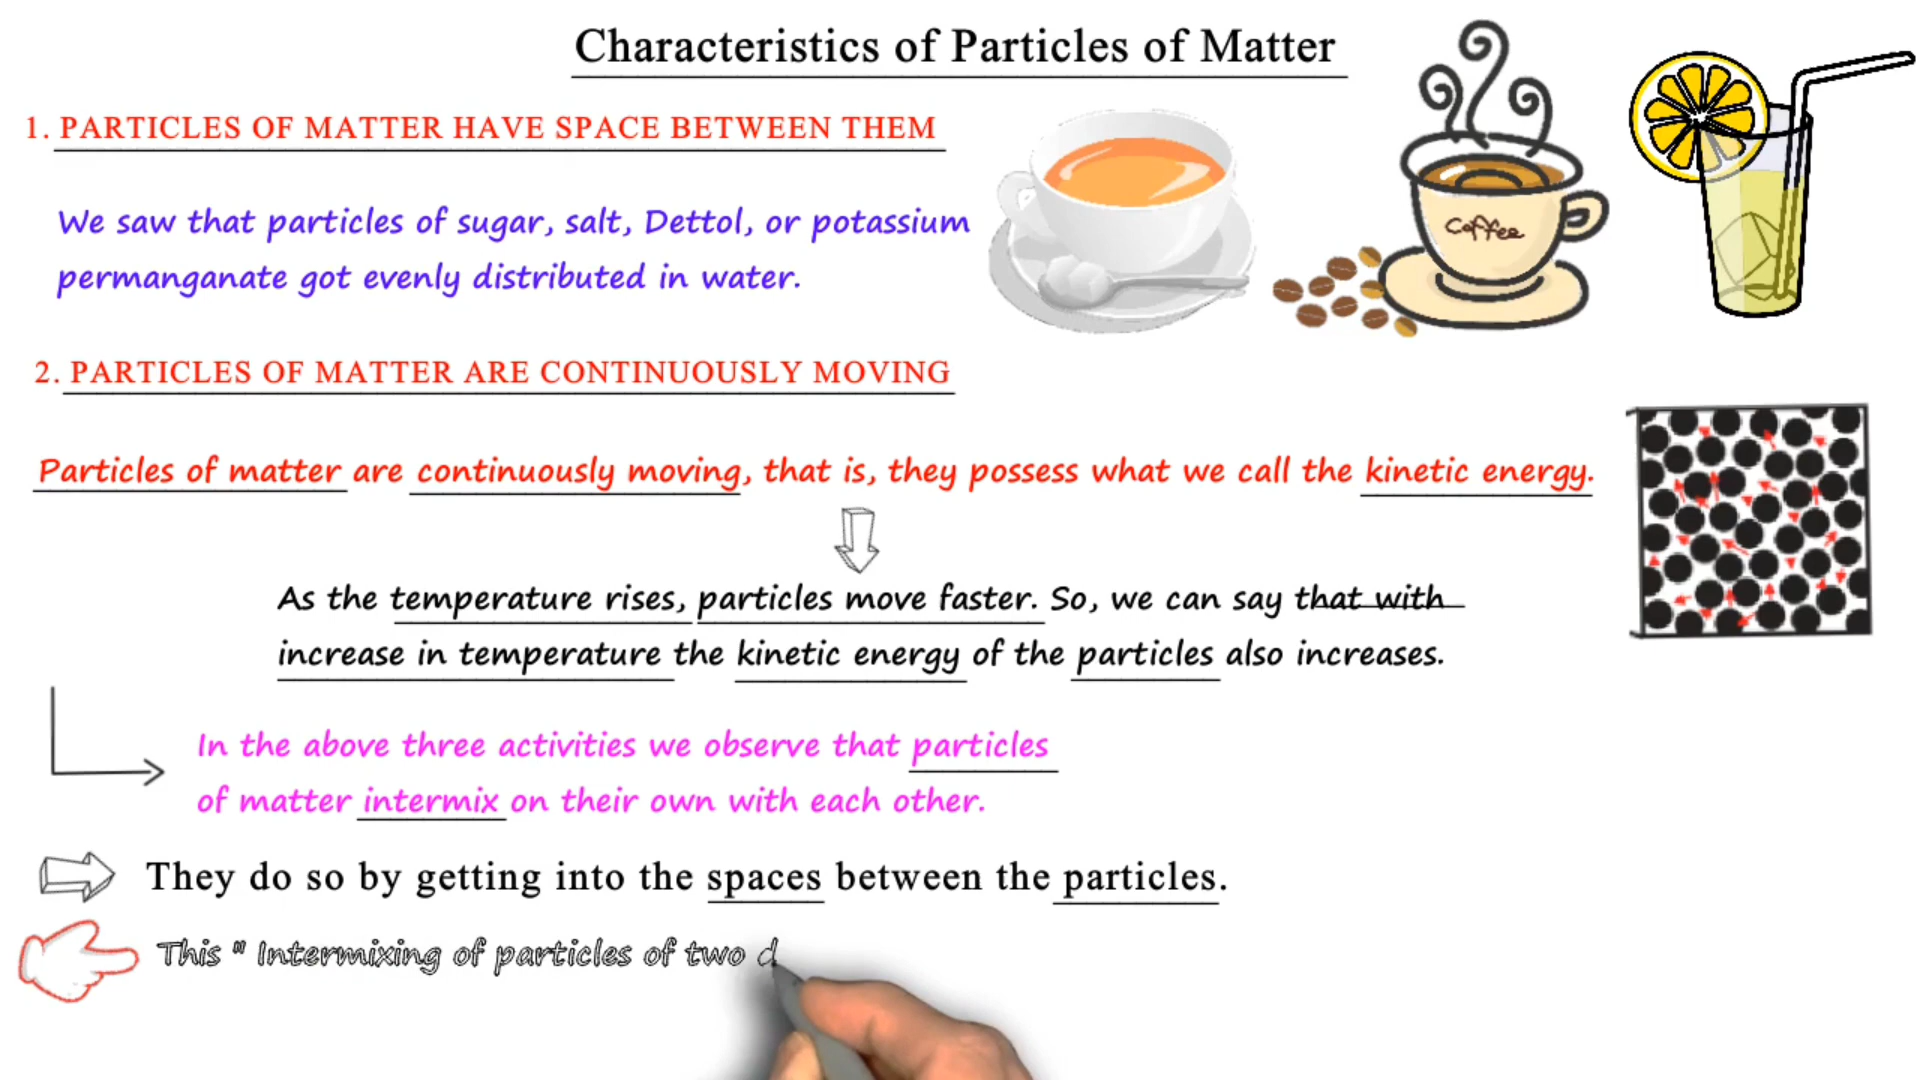 Characteristics of Particles of Matter
1. PARTICLES OF MATTER HAVE SPACE BETWEEN THEM
We saw that particles of sugar, salt, Dettol, or potassium
permanganate got evenly distributed in water.
Coffee
2. PARTICLES OF MATTER ARE CONTINUOUSLY MOVING
Particles of matter are continuously moving, that is, they possess what we call the kinetic energy.
As the temperature rises, particles move faster. So, we can say that with
increase in temperature the kinetic energy of the particles also increases.
In the above three activities we observe that particles
of matter intermix on their own with each other.
They do so by getting into the spaces between the particles.
This " Intermixing of particles of two d